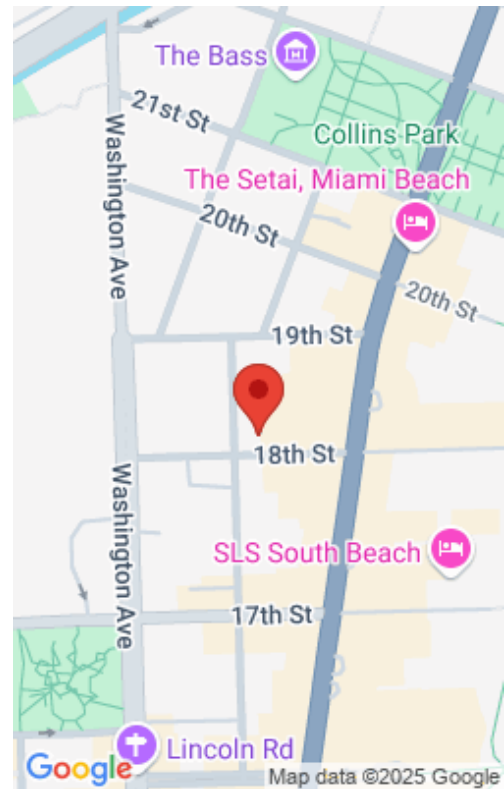 The Bass
21st St
Collins Park
Washington Ave
The Setai, Miami Beach
20th St
20th St
19th St
18th St
Washington Ave
SLS South Beach
17th St
Lincoln Rd
Google
Map data ©2025 Google